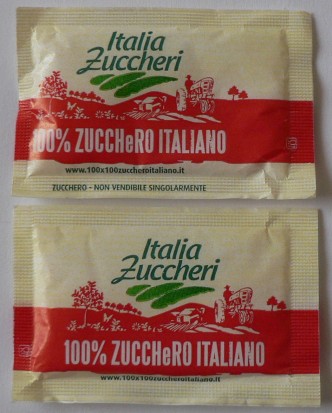 Italia
Zuccheri
100% ZUCCHeRO ITALIANO
www.100x100zuccheroitaliano.it
ZUCCHERO - NON VENDIBILE SINGOLARMENTE
Italia
Zuccheri
100% ZUCCHeRO ITALIANO
www.100x100zuccheroitaliano.it